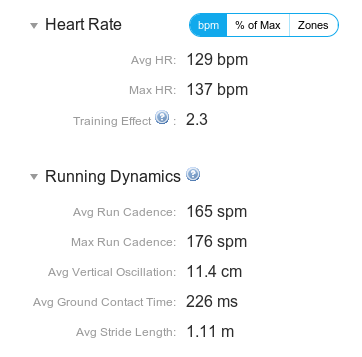 Heart Rate bpm % of Max Zones
Avg HR: 129 bpm
Max HR: 137 bpm
Training Effect ? : 2.3
Running Dynamics ?
Avg Run Cadence: 165 spm
Max Run Cadence: 176 spm
Avg Vertical Oscillation: 11.4 cm
Avg Ground Contact Time: 226 ms
Avg Stride Length: 1.11 m